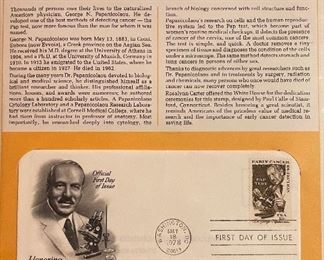 Thousands of persons owe their lives to the naturalized
American physician, George N. Papanicolaou. He de-
veloped one of the best methods of detecting cancer — the
George N. Papanicolaou was born May 13, 1883, in Coumi,
Euboea (now Evvoia), a Greek province on the Aegian Sea.
He received his M.D. degree at the University of Athens in
1904, and his Ph.D. at the University of Munich, Germany in
1910. In 1913 he emigrated to the United States, where he
became a citizen in 1927. He died in 1962.
During the many years Dr. Papanicolaou devoted to biolog-
ical and medical science, he distinguished himself as a
brilliant researcher and thinker. His professional affilia-
tions, honors, and awards were numerous; he authored
more than a hundred scholarly articles. A Papanicolaou
Cytology Laboratory and a Papanicolaou Research Labora-
tory were established at Cornell Medical College, where he
had risen from instructor to professor of anatomy. Most
importantly, he researched deeply into cytology, the
branch of biology concerned with cell structure and func-
tion.
Papanicolaou's research on cells and the human reproduc-
tive system led to the Pap test, which became part of
women's routine medical checkups. It detects the presence
of cancer in the womb, one of the most common cancers.
The test is simple, and quick. A doctor removes a tiny
specimen of tissue and diagnoses the condition of the cells
under a microscope. The same method detects stomach and
lung cancers in persons of either sex.
Thanks to diagnostic advances by great researchers such as
Dr. Papanicolaou and to treatments by surgery, radiation
and chemicals, many persons who once would have died of
cancer can now recover completely.
Rosalynn Carter offered the White House for the dedication
ceremonies for this stamp, designed by Paul Calle of Stam-
ford, Connecticut. Besides honoring a great scientist, it
reminds Americans of the priceless value of medical re-
search and the importance of early cancer detection in
saving life.
Official
First Day
of Issue
Honoring
WASHINGTON, DC
MAY
18
1978
EARLY CANCER
PAP TEST
FIRST DAY OF ISSUE